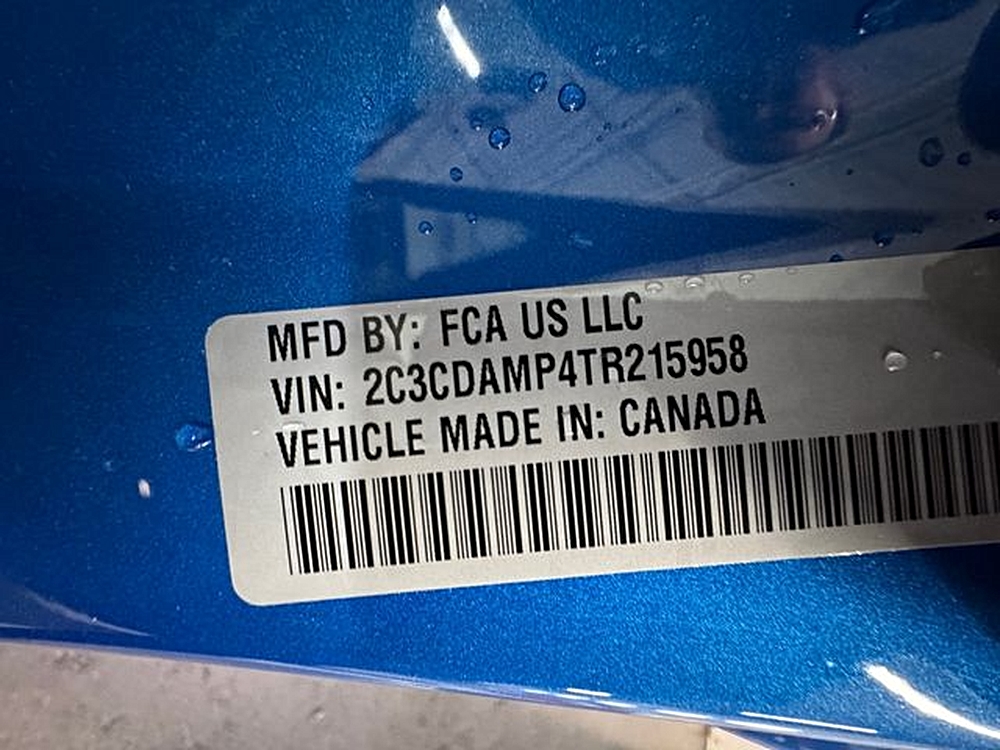 MFD BY: FCA US LLC
VIN: 2C3CDAMP4TR215958
VEHICLE MADE IN: CANADA